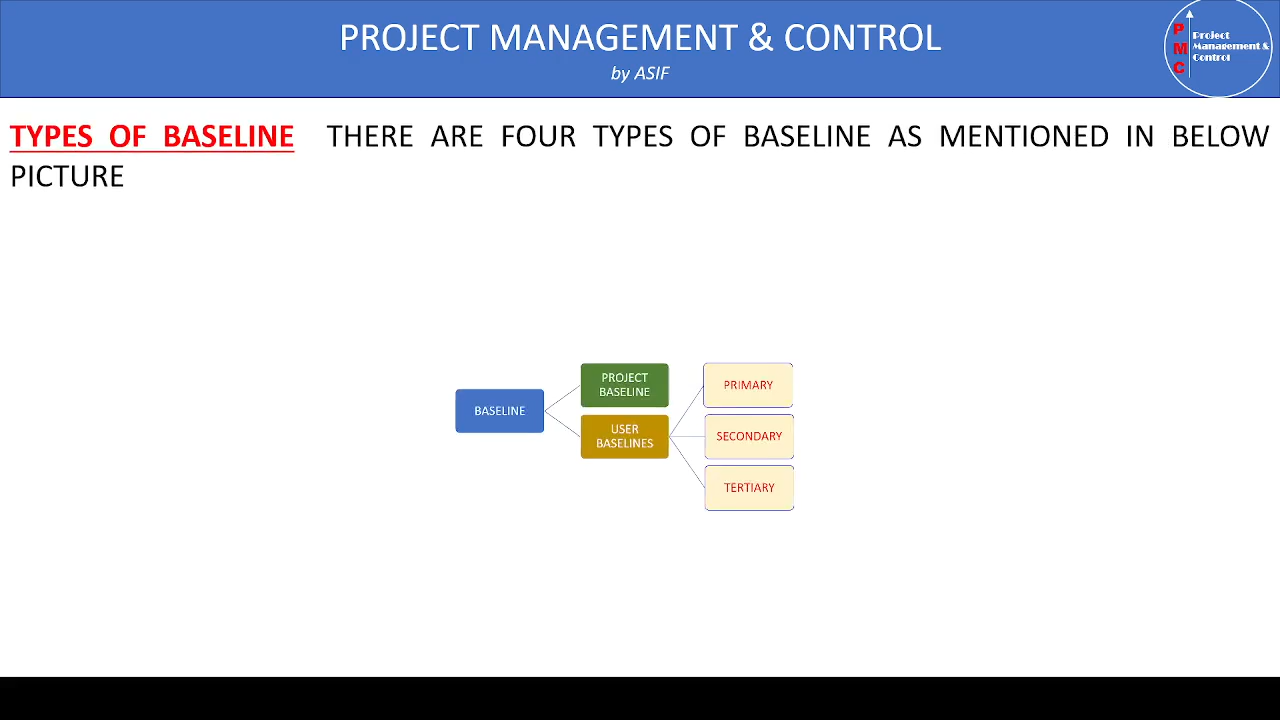 PROJECT MANAGEMENT & CONTROL
by ASIF
PMC
Project
Management &
Control
TYPES OF BASELINE THERE ARE FOUR TYPES OF BASELINE AS MENTIONED IN BELOW
PICTURE
BASELINE
PROJECT
BASELINE
USER
BASELINES
PRIMARY
SECONDARY
TERTIARY